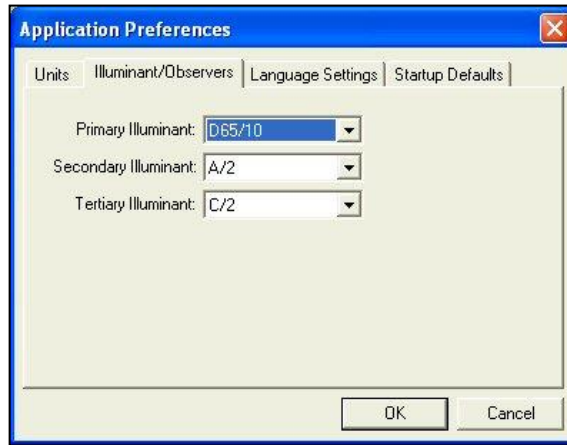 Application Preferences
Units Illuminant/Observers Language Settings Startup Defaults
Primary Illuminant: D65/10
Secondary Illuminant: A/2
Tertiary Illuminant: C/2
OK Cancel